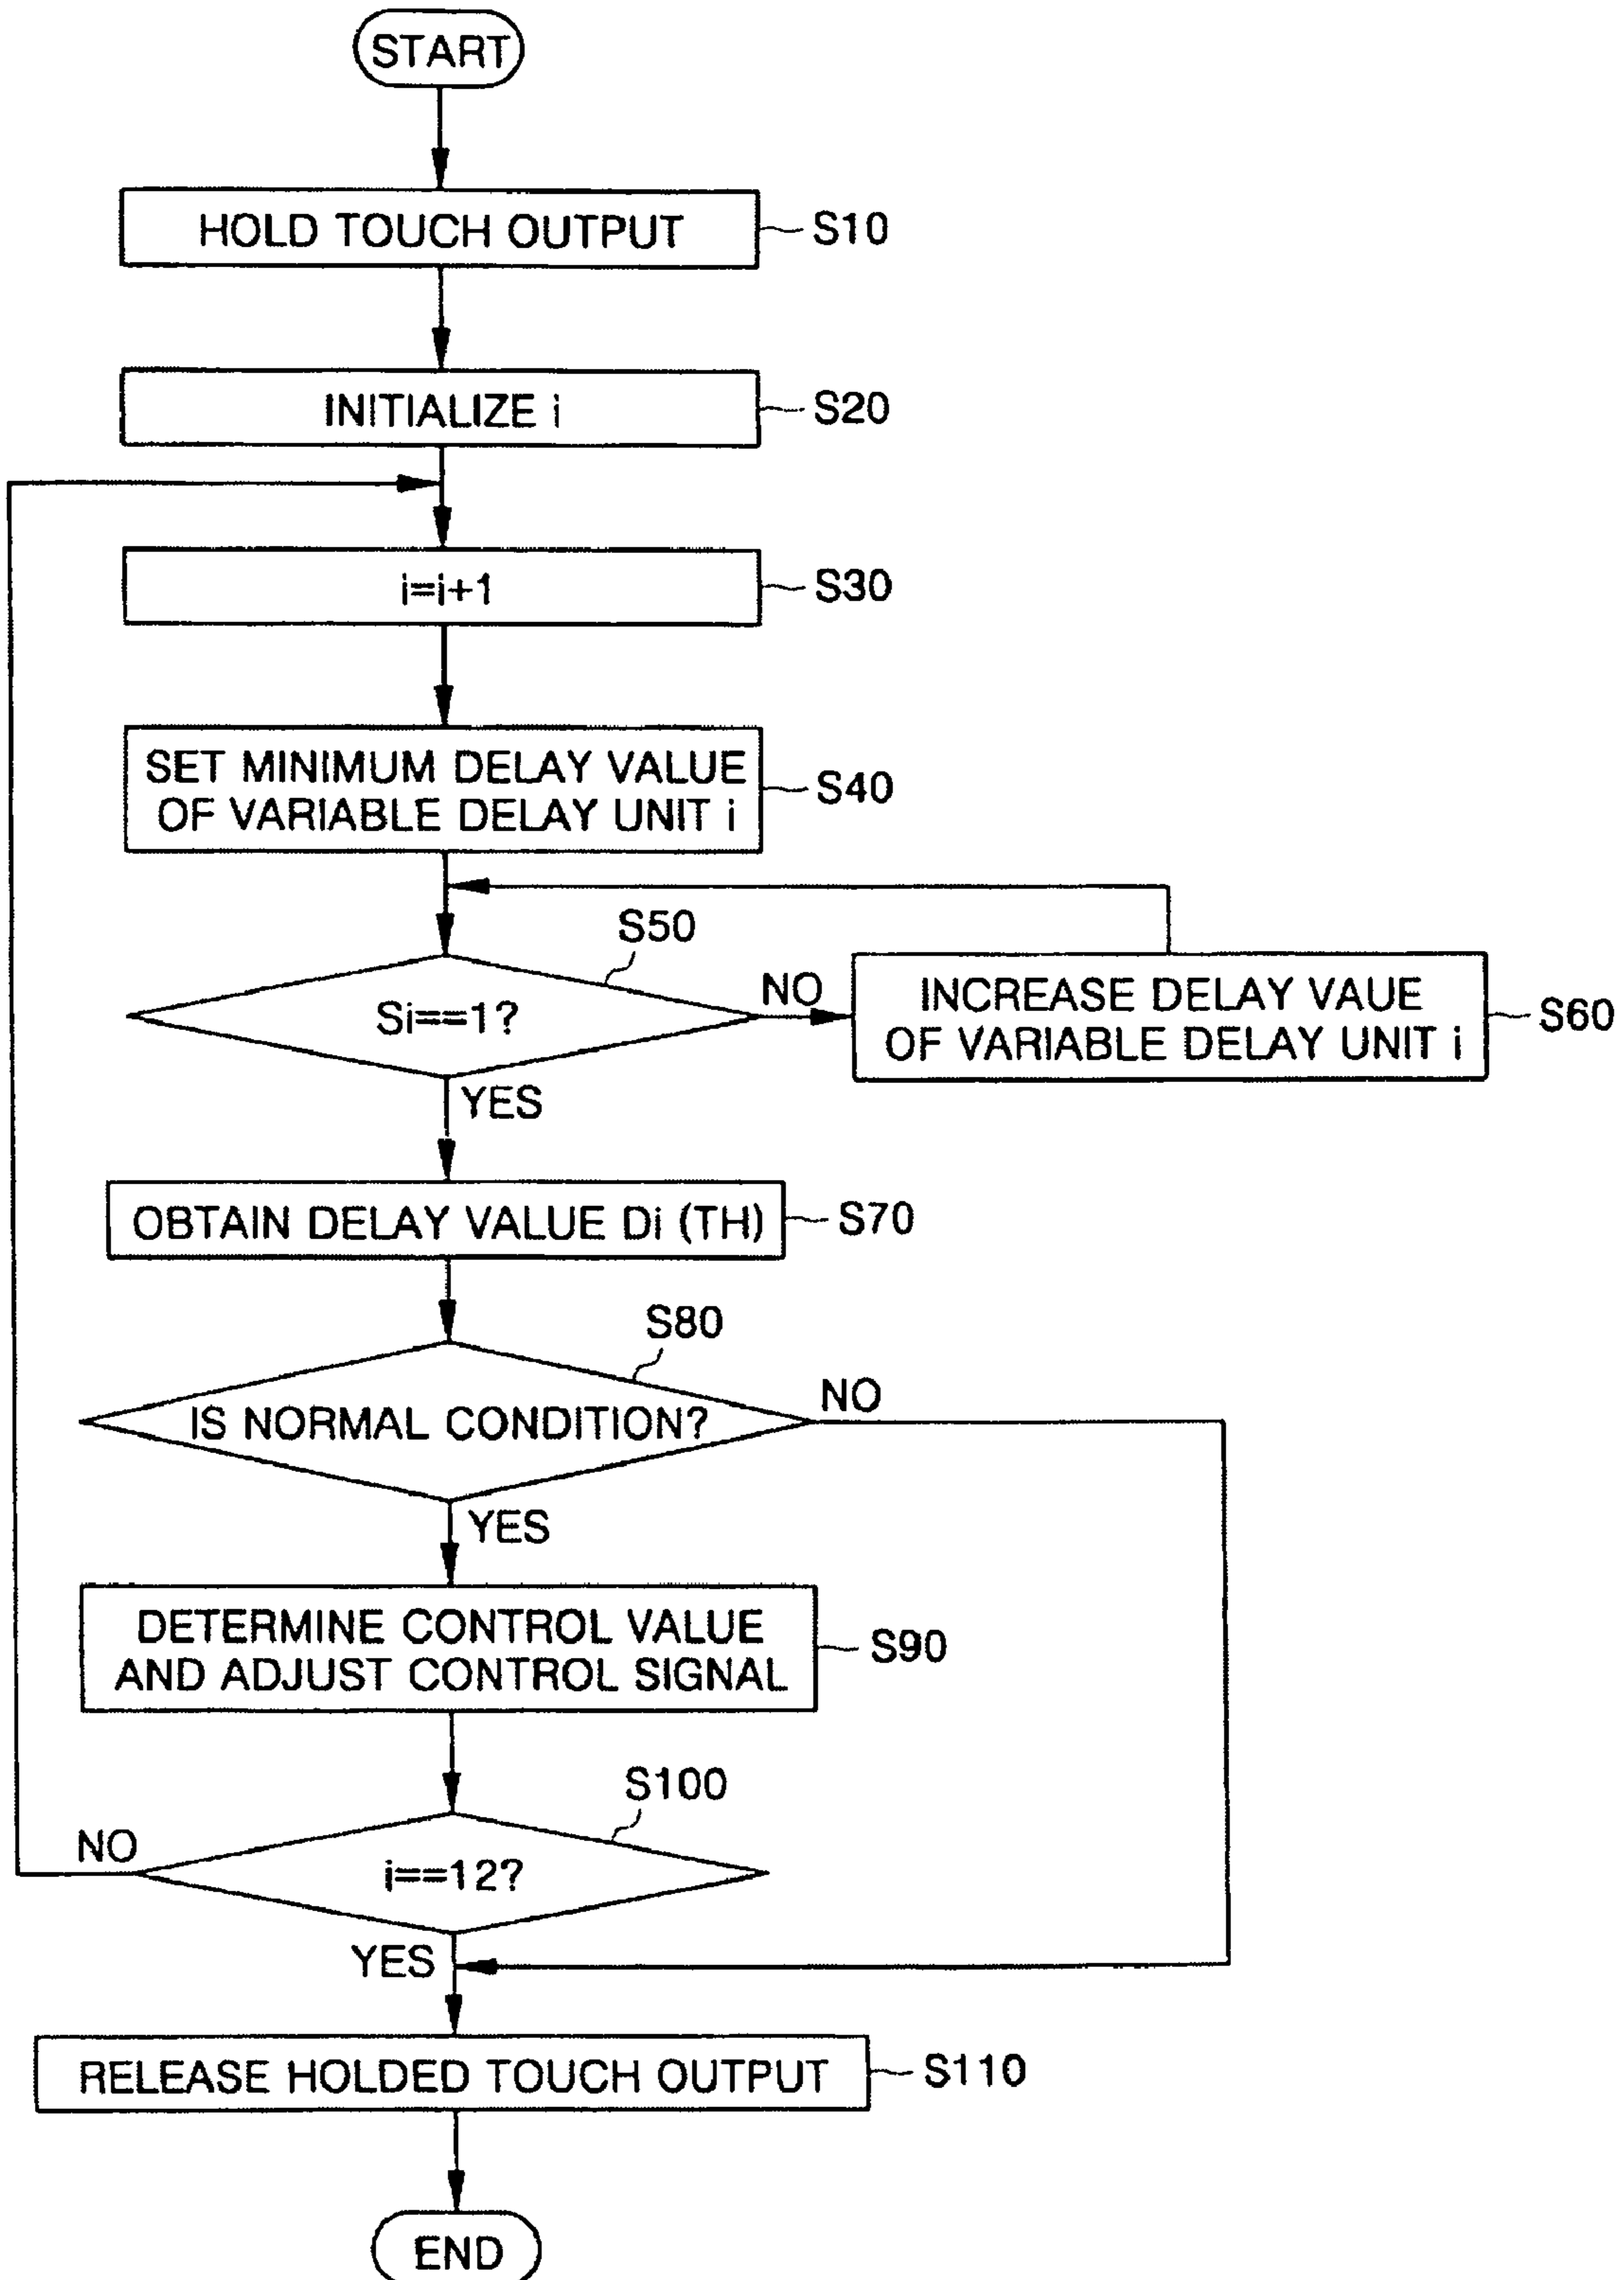 START
HOLD TOUCH OUTPUT
S10
INITIALIZE i
S20
i=i+1
S30
SET MINIMUM DELAY VALUE
OF VARIABLE DELAY UNIT i
S40
S50
Si==1?
NO
INCREASE DELAY VAUE
OF VARIABLE DELAY UNIT i
S60
YES
OBTAIN DELAY VALUE Di (TH)
S70
S80
IS NORMAL CONDITION?
NO
YES
DETERMINE CONTROL VALUE
AND ADJUST CONTROL SIGNAL
S90
S100
NO
i==12?
YES
RELEASE HOLDED TOUCH OUTPUT
S110
END